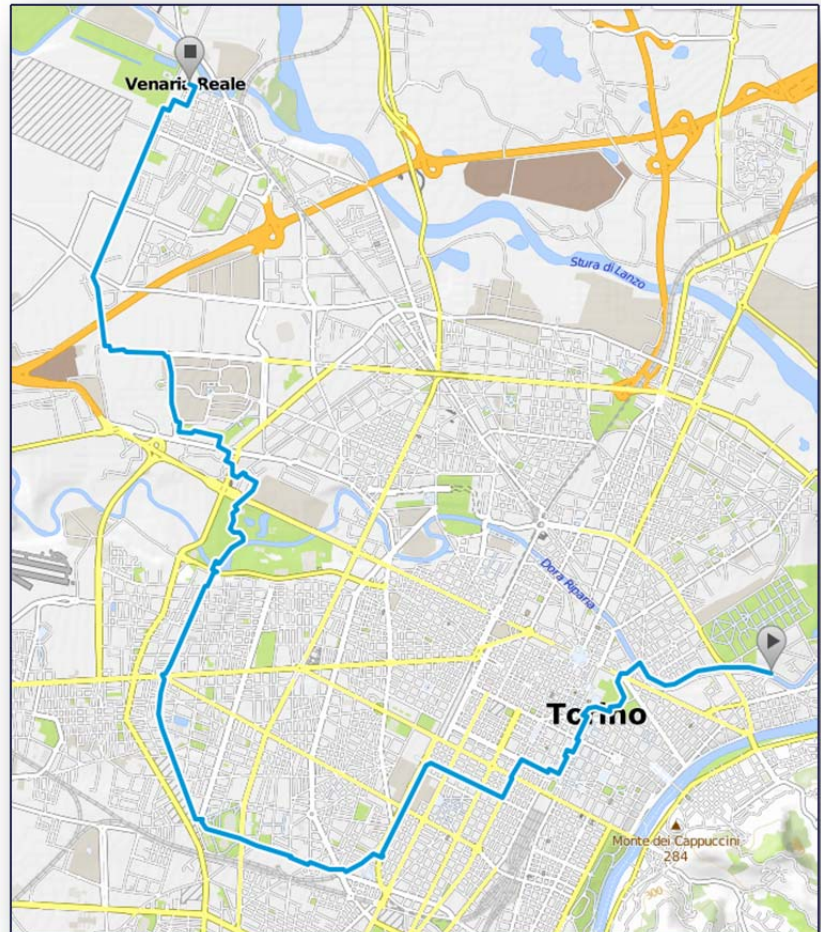 Venaria Reale
Stura di Lanzo
Dora Riparia
Torino
Monte dei Cappuccini
284
300